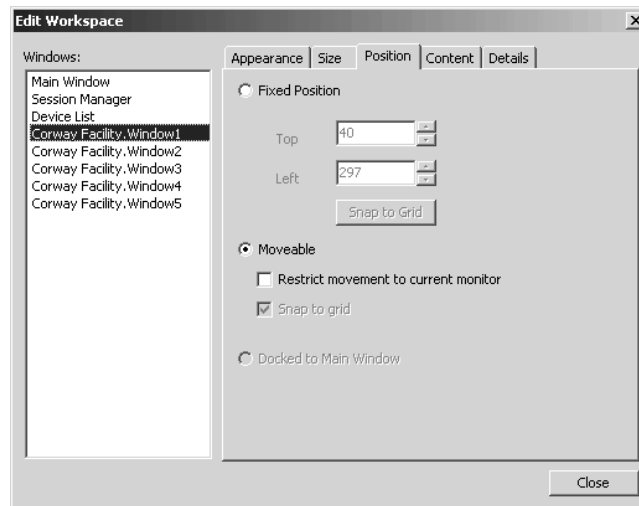 Edit Workspace
Windows:
Main Window
Session Manager
Device List
Corway Facility.Window1
Corway Facility.Window2
Corway Facility.Window3
Corway Facility.Window4
Corway Facility.Window5
Appearance Size Position Content Details
Fixed Position
Top 40
Left 297
Snap to Grid
Moveable
Restrict movement to current monitor
Snap to grid
Docked to Main Window
Close